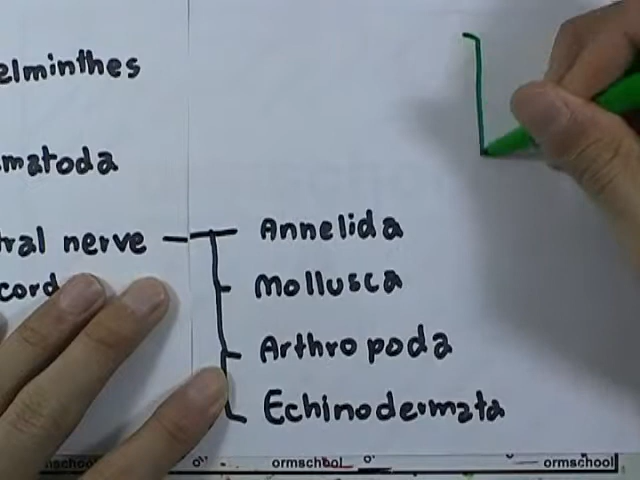 elminthes
matoda
tral nerve
cord
Annelida
Mollusca
Arthropoda
Echinodermata
ormschool
ormschool